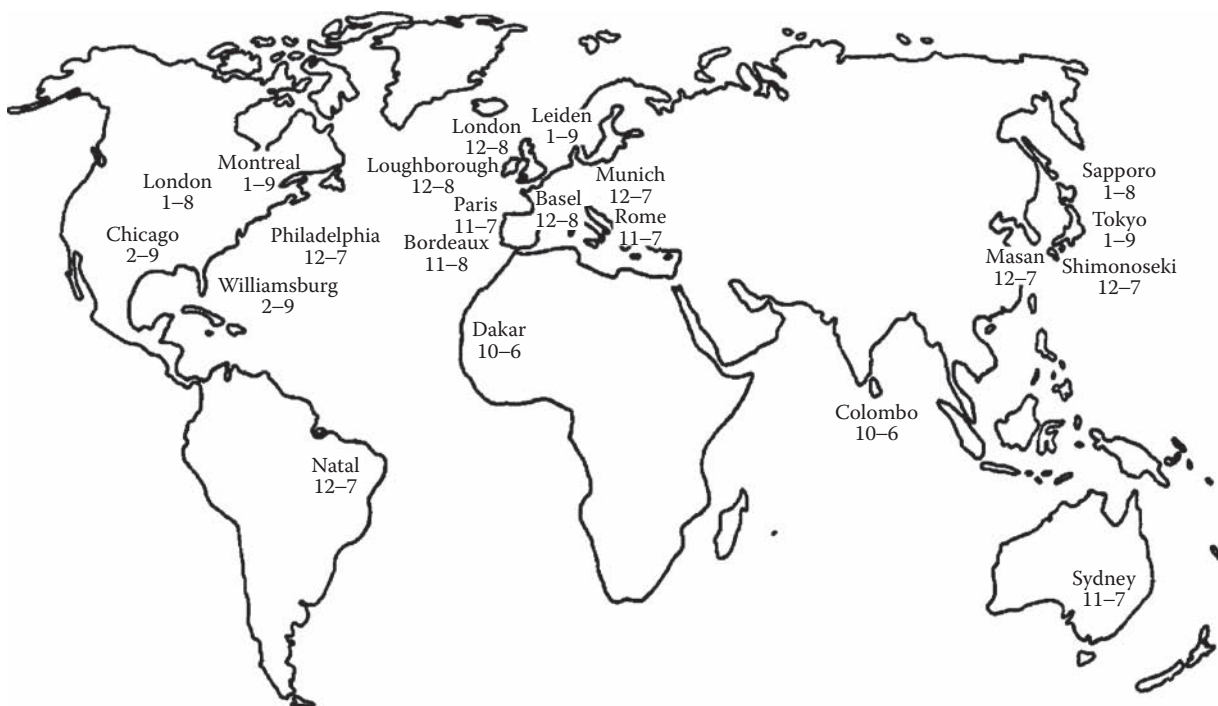 Leiden
1–9
London
12–8
Montreal
1–9
Loughborough
12–8
Munich
12–7
Sapporo
1–8
London
1–8
Paris
11–7
Basel
12–8
Rome
11–7
Tokyo
1–9
Chicago
2–9
Philadelphia
12–7
Bordeaux
11–8
Masan
12–7
Shimonoseki
12–7
Williamsburg
2–9
Dakar
10–6
Colombo
10–6
Natal
12–7
Sydney
11–7